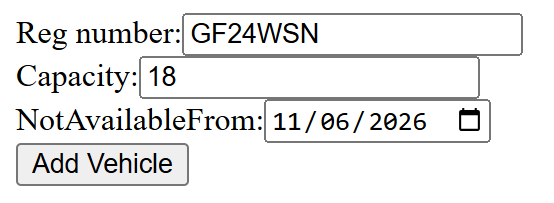 Reg number: GF24WSN
Capacity: 18
NotAvailableFrom: 11/06/2026
Add Vehicle